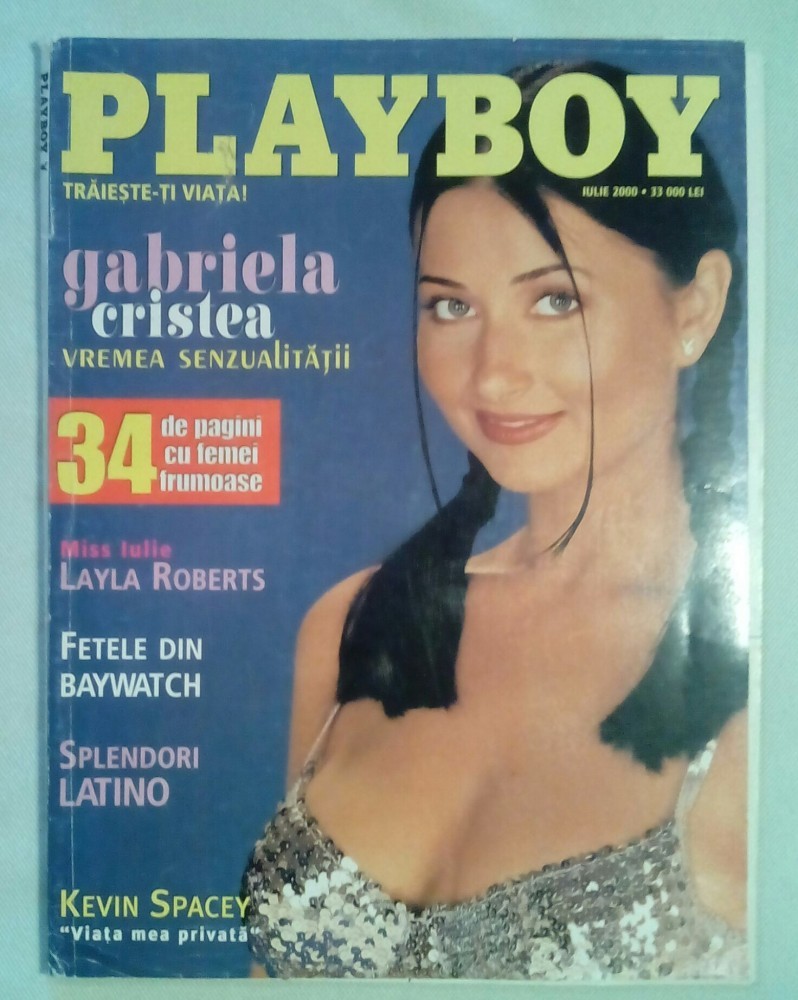 PLAYBOY
TRĂIEȘTE-ȚI VIAȚA!
IULIE 2000 • 33 000 LEI
gabriela
cristea
VREMEA SENZUALITĂȚII
34
de pagini
cu femei
frumoase
Miss Iulie
LAYLA ROBERTS
FETELE DIN
BAYWATCH
SPLENDORI
LATINO
KEVIN SPACEY
"Viața mea privată"
PLAYBOY